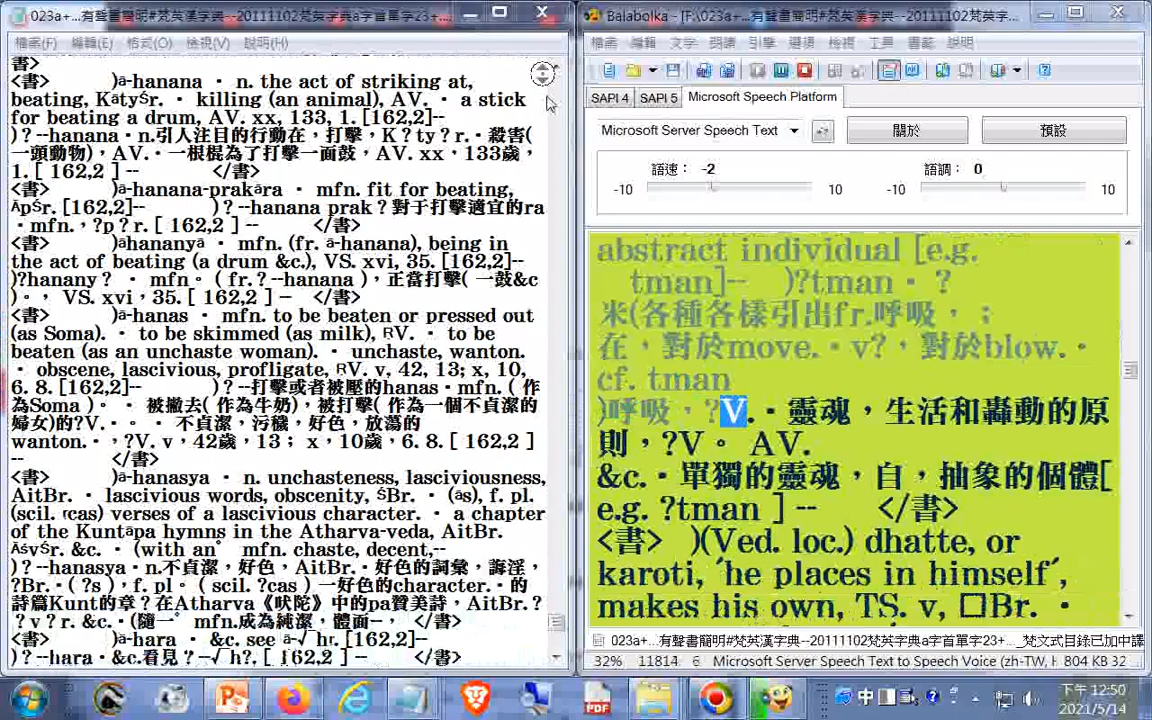 ...有聲書簡明#梵英漢字典--20111102梵英字典a字首單字23+...
檔案(F) 編輯(E) 格式(O) 檢視(V) 說明(H)
書>
<書> )ā-hanana · n. the act of striking at,
beating, KātyŚr. · killing (an animal), AV. · a stick
for beating a drum, AV. xx, 133, 1. [162,2]--
)?--hanana·n.引人注目的行動在，打擊，K?ty?r.·殺害(
一頭動物)，AV.·一根棍為了打擊一面鼓，AV. xx，133歲，
1. [ 162,2 ] -- </書>
<書> )ā-hanana-prakāra · mfn. fit for beating,
ĀpŚr. [162,2]-- )?--hanana prak?對于打擊適宜的ra
·mfn.，?p?r. [ 162,2 ] -- </書>
<書> )āhananyā · mfn. (fr. ā-hanana), being in
the act of beating (a drum &c.), VS. xvi, 35. [162,2]--
)?hanany? · mfn。( fr.?--hanana )，正當打擊( 一鼓&c
)。，VS. xvi，35. [ 162,2 ] -- </書>
<書> )ā-hanas · mfn. to be beaten or pressed out
(as Soma). · to be skimmed (as milk), RV. · to be
beaten (as an unchaste woman). · unchaste, wanton.
· obscene, lascivious, profligate, RV. v, 42, 13; x, 10,
6. 8. [162,2]-- )?--打擊或者被壓的hanas·mfn.( 作
為Soma )。· 被撇去( 作為牛奶)，被打擊( 作為一個不貞潔的
婦女)的?V.·。· 不貞潔，污穢，好色，放蕩的
wanton.·，?V. v，42歲，13； x，10歲，6. 8. [ 162,2 ]
-- </書>
<書> )ā-hanasya · n. unchasteness, lasciviousness,
AitBr. · lascivious words, obscenity, ŚBr. · (ās), f. pl.
(scil. ṛcas) verses of a lascivious character. · a chapter
of the Kuntāpa hymns in the Atharva-veda, AitBr.
ĀśvŚr. &c. · (with an° mfn. chaste, decent,--
)?--hanasya·n.不貞潔，好色，AitBr.·好色的詞彙，誨淫，
?Br.·( ?s)，f. pl。( scil. ?cas )一好色的character.·的
詩篇Kunt的章?在Atharva《吠陀》中的pa贊美詩，AitBr.?
?v?r. &c.·(隨一° mfn.成為純潔，體面--， </書>
<書> )ā-hara · &c. see ā-√ hṛ. [162,2]--
)?--hara·&c.看見?--√ h?, [ 162,2 ] -- </書>
Balabolka - [F:\023a+...有聲書簡明#梵英漢字典--20111102梵英字...
檔案 編輯 文字 朗讀 引擎 選項 檢視 工具 書籤 說明
SAPI 4 SAPI 5 Microsoft Speech Platform
Microsoft Server Speech Text 關於 預設
語速： -2 語調： 0
-10 10 -10 10
abstract individual [e.g.
tman]-- )?tman· ?
米(各種各樣引出fr.呼吸，；
在，對於move.·v?，對於blow.·
cf. tman
)呼吸，?V.·靈魂，生活和轟動的原
則，?V。AV.
&c.·單獨的靈魂，自，抽象的個體[
e.g. ?tman ] -- </書>
<書> )(Ved. loc.) dhatte, or
karoti, 'he places in himself',
makes his own, TS. v, □Br. ·
023a+...有聲書簡明#梵英漢字典--20111102梵英字典a字首單字23+..._梵文式目錄已加中譯
32% 11814 6 Microsoft Server Speech Text to Speech Voice (zh-TW, H 804 KB 32
PDF 中 下午 12:50
2021/5/14